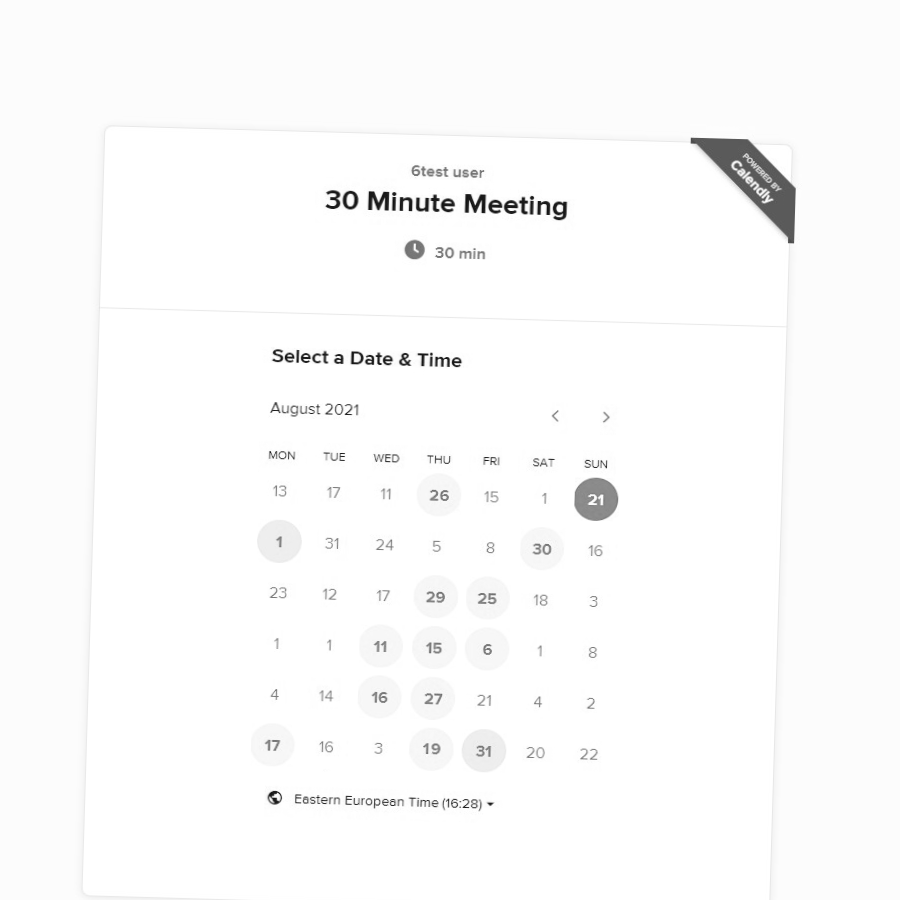 POWERED BY
Calendly
6test user
30 Minute Meeting
30 min
Select a Date & Time
August 2021
MON TUE WED THU FRI SAT SUN
13 17 11 26 15 1 21
1 31 24 5 8 30 16
23 12 17 29 25 18 3
1 1 11 15 6 1 8
4 14 16 27 21 4 2
17 16 3 19 31 20 22
Eastern European Time (16:28)